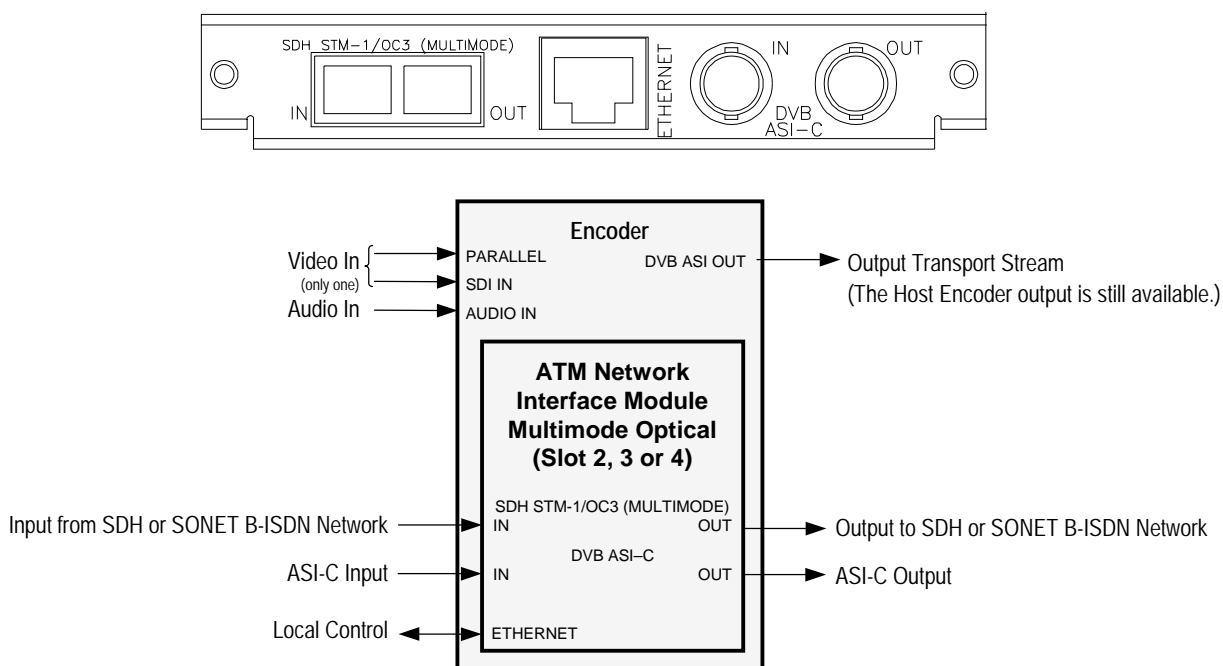 SDH STM-1/OC3 (MULTIMODE)
IN
OUT
ETHERNET
IN
OUT
DVB
ASI-C
Encoder
Video In
(only one)
Audio In
PARALLEL
SDI IN
AUDIO IN
DVB ASI OUT
Output Transport Stream
(The Host Encoder output is still available.)
ATM Network
Interface Module
Multimode Optical
(Slot 2, 3 or 4)
SDH STM-1/OC3 (MULTIMODE)
Input from SDH or SONET B-ISDN Network
IN
OUT
Output to SDH or SONET B-ISDN Network
DVB ASI–C
ASI-C Input
IN
OUT
ASI-C Output
Local Control
ETHERNET